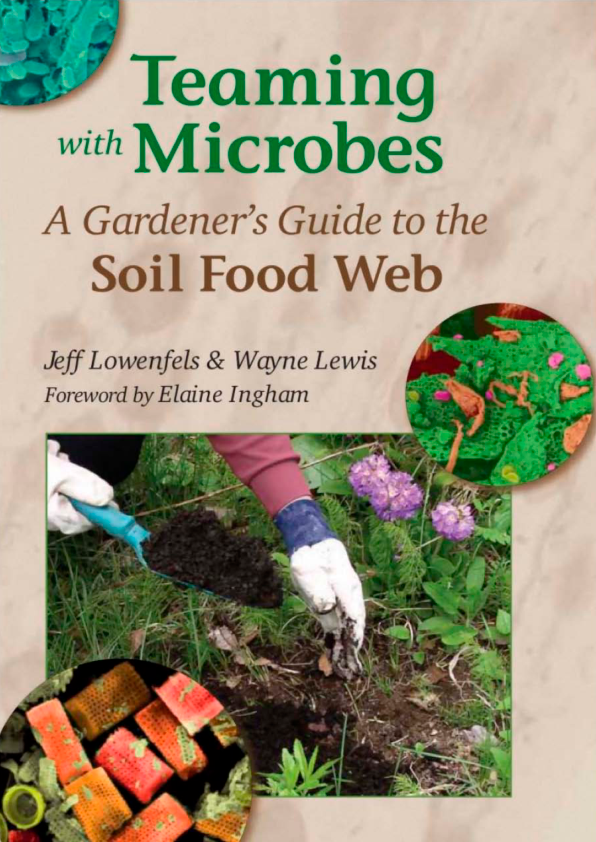 Teaming
with Microbes
A Gardener's Guide to the
Soil Food Web
Jeff Lowenfels & Wayne Lewis
Foreword by Elaine Ingham